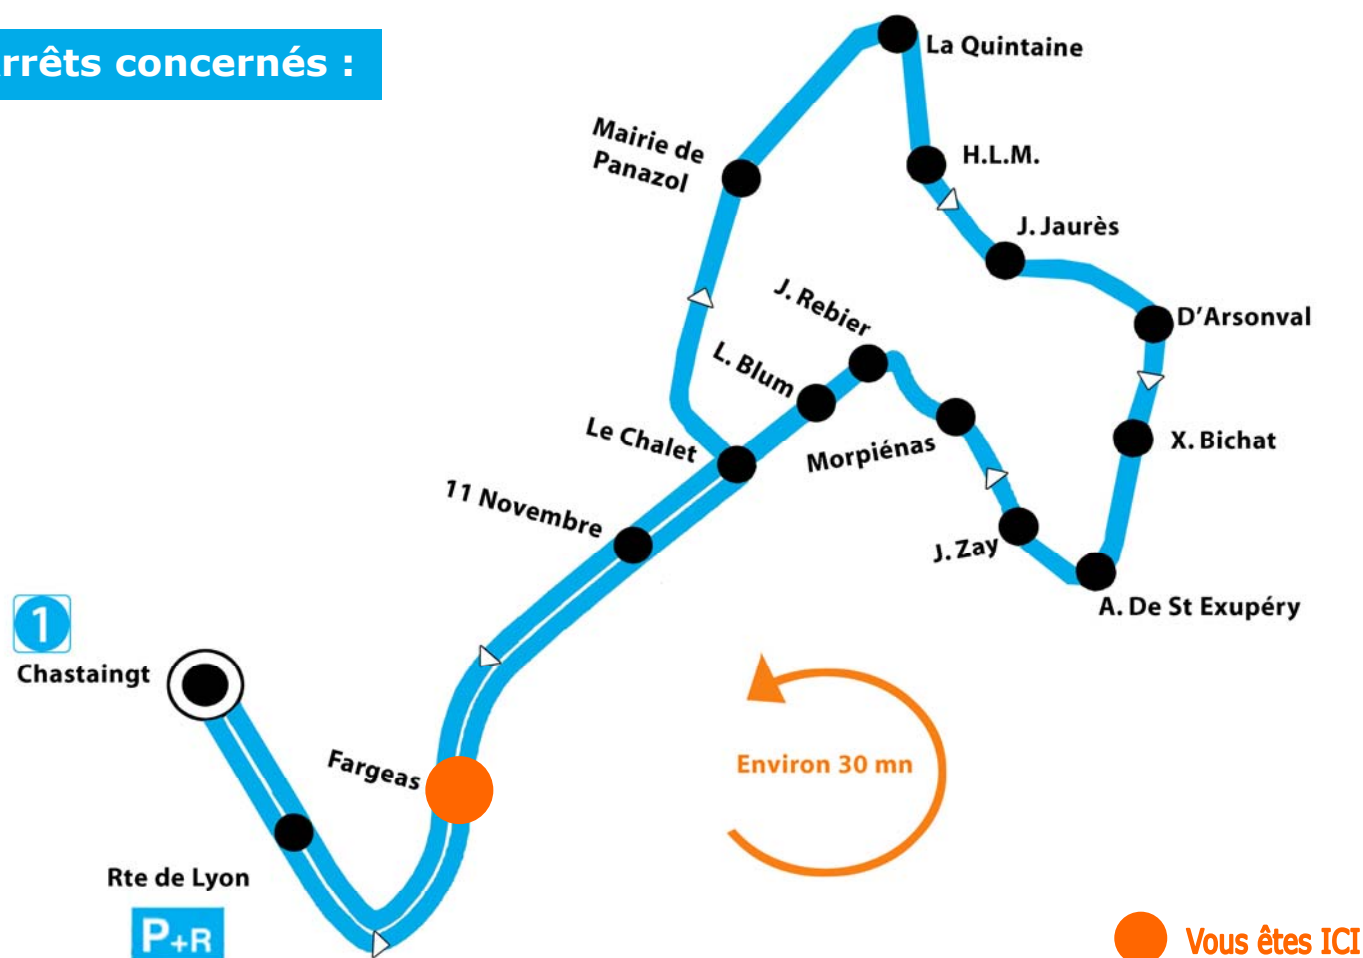 rrêts concernés :
La Quintaine
Mairie de
Panazol
H.L.M.
J. Jaurès
J. Rebier
D'Arsonval
L. Blum
Le Chalet
Morpiénas
X. Bichat
11 Novembre
J. Zay
A. De St Exupéry
1
Chastaingt
Fargeas
Environ 30 mn
Rte de Lyon
P+R
Vous êtes ICI